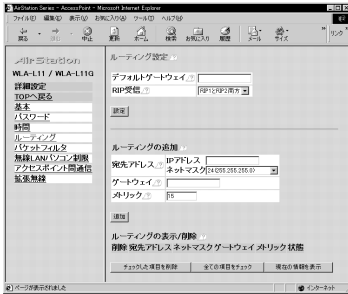 AirStation Series - AccessPoint - Microsoft Internet Explorer
ファイル(F) 編集(E) 表示(V) お気に入り(A) ツール(T) ヘルプ(H)
戻る 進む 中止 更新 ホーム 検索 お気に入り 履歴 メール サイズ
リンク
AirStation
WLA-L11 / WLA-L11G
詳細設定
TOPへ戻る
基本
パスワード
時間
ルーティング
パケットフィルタ
無線LANパソコン制限
アクセスポイント間通信
拡張無線
ルーティング設定
デフォルトゲートウェイ
RIP受信 RIP1とRIP2両方
設定
ルーティングの追加
宛先アドレス IPアドレス
ネットマスク 24(255.255.255.0)
ゲートウェイ
メトリック 15
追加
ルーティングの表示/削除
削除 宛先アドレス ネットマスク ゲートウェイ メトリック 状態
チェックした項目を削除 全ての項目をチェック 現在の情報を表示
ページが表示されました
インターネット